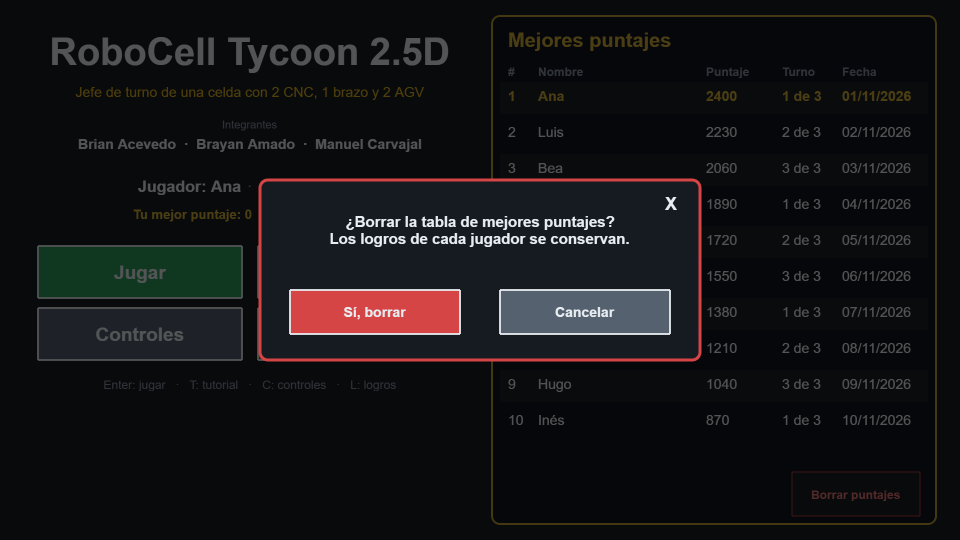 RoboCell Tycoon 2.5D
Jefe de turno de una celda con 2 CNC, 1 brazo y 2 AGV
Integrantes
Brian Acevedo · Brayan Amado · Manuel Carvajal
Jugador: Ana ·
Tu mejor puntaje: 0
Jugar
Controles
Enter: jugar · T: tutorial · C: controles · L: logros
Mejores puntajes
# Nombre Puntaje Turno Fecha
1 Ana 2400 1 de 3 01/11/2026
2 Luis 2230 2 de 3 02/11/2026
3 Bea 2060 3 de 3 03/11/2026
1890 1 de 3 04/11/2026
1720 2 de 3 05/11/2026
1550 3 de 3 06/11/2026
1380 1 de 3 07/11/2026
1210 2 de 3 08/11/2026
9 Hugo 1040 3 de 3 09/11/2026
10 Inés 870 1 de 3 10/11/2026
Borrar puntajes
X
¿Borrar la tabla de mejores puntajes?
Los logros de cada jugador se conservan.
Sí, borrar
Cancelar